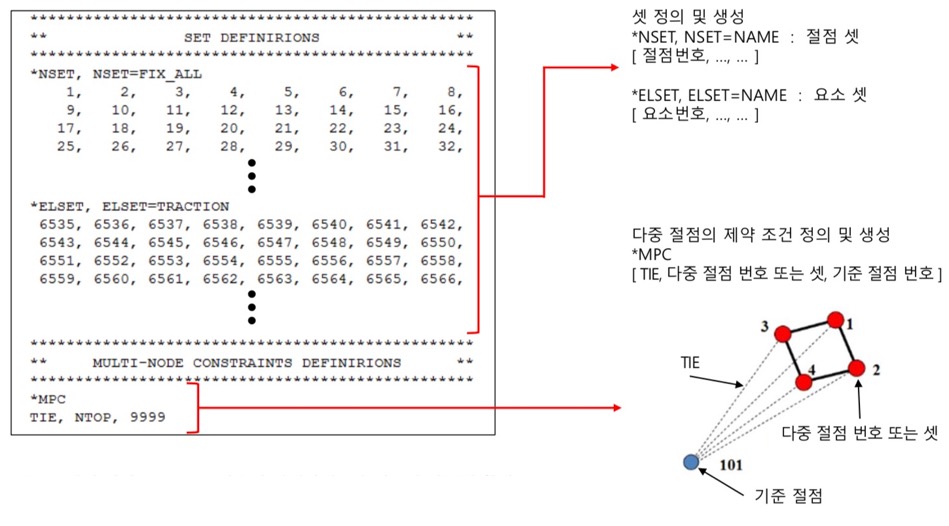 *****************************************************
** SET DEFINIRIONS **
*****************************************************
*NSET, NSET=FIX_ALL
1, 2, 3, 4, 5, 6, 7, 8,
9, 10, 11, 12, 13, 14, 15, 16,
17, 18, 19, 20, 21, 22, 23, 24,
25, 26, 27, 28, 29, 30, 31, 32,
*ELSET, ELSET=TRACTION
6535, 6536, 6537, 6538, 6539, 6540, 6541, 6542,
6543, 6544, 6545, 6546, 6547, 6548, 6549, 6550,
6551, 6552, 6553, 6554, 6555, 6556, 6557, 6558,
6559, 6560, 6561, 6562, 6563, 6564, 6565, 6566,
*****************************************************
** MULTI-NODE CONSTRAINTS DEFINIRIONS **
*****************************************************
*MPC
TIE, NTOP, 9999
셋 정의 및 생성
*NSET, NSET=NAME : 절점 셋
[ 절점번호, ..., ... ]
*ELSET, ELSET=NAME : 요소 셋
[ 요소번호, ..., ... ]
다중 절점의 제약 조건 정의 및 생성
*MPC
[ TIE, 다중 절점 번호 또는 셋, 기준 절점 번호 ]
3
1
TIE
4
2
다중 절점 번호 또는 셋
101
기준 절점